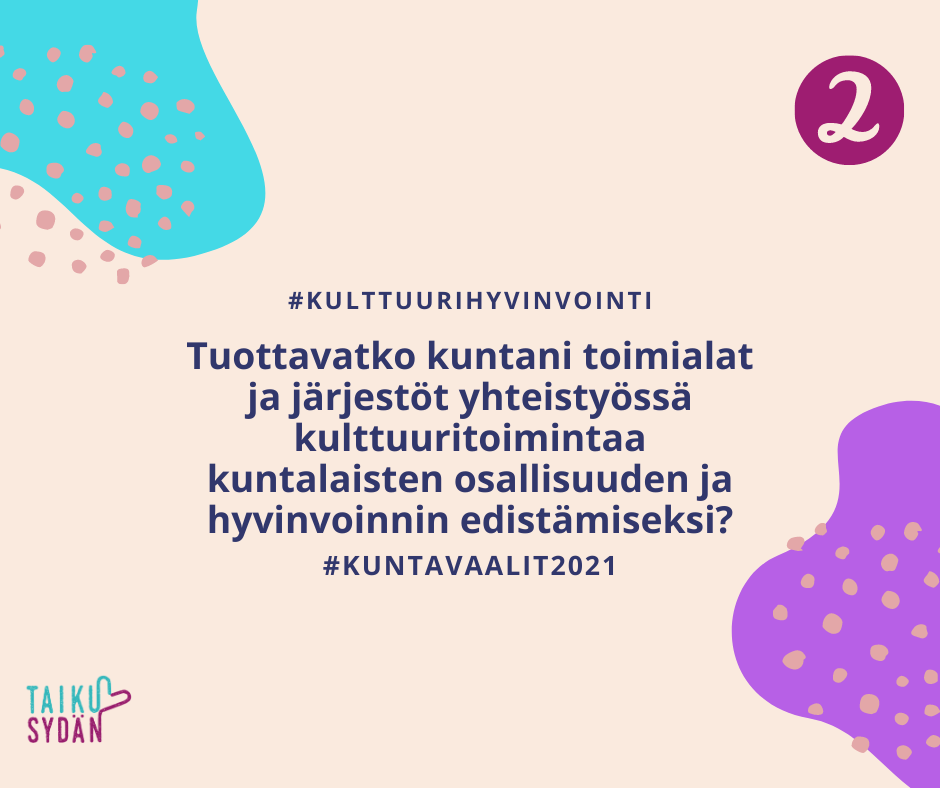 2
#KULTTUURIHYVINVOINTI
Tuottavatko kuntani toimialat
ja järjestöt yhteistyössä
kulttuuritoimintaa
kuntalaisten osallisuuden ja
hyvinvoinnin edistämiseksi?
#KUNTAVAALIT2021
TAIKU
SYDÄN